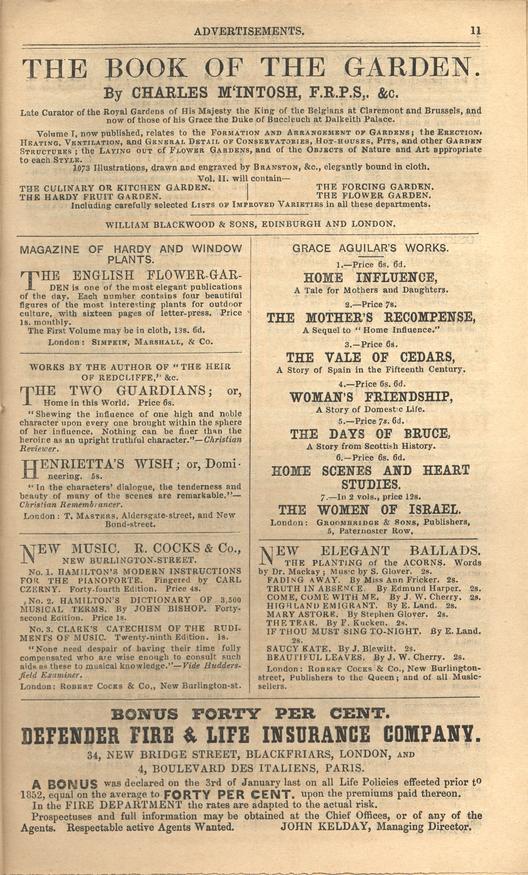 ADVERTISEMENTS. 11
THE BOOK OF THE GARDEN.
By CHARLES M'INTOSH, F.R.P.S., &c.
Late Curator of the Royal Gardens of His Majesty the King of the Belgians at Claremont and Brussels, and
now of those of his Grace the Duke of Buccleuch at Dalkeith Palace.
Volume I, now published, relates to the FORMATION AND ARRANGEMENT OF GARDENS; the ERECTION,
HEATING, VENTILATION, and GENERAL DETAIL OF CONSERVATORIES, HOT-HOUSES, PITS, and other GARDEN
STRUCTURES; the LAYING OUT of FLOWER GARDENS, and of the OBJECTS of Nature and Art appropriate
to each STYLE.
1073 Illustrations, drawn and engraved by BRANSTON, &c., elegantly bound in cloth.
Vol. II. will contain—
THE CULINARY OR KITCHEN GARDEN. | THE FORCING GARDEN.
THE HARDY FRUIT GARDEN. | THE FLOWER GARDEN.
Including carefully selected LISTS OF IMPROVED VARIETIES in all these departments.
WILLIAM BLACKWOOD & SONS, EDINBURGH AND LONDON.
MAGAZINE OF HARDY AND WINDOW
PLANTS.
THE ENGLISH FLOWER-GAR-
DEN is one of the most elegant publications
of the day. Each number contains four beautiful
figures of the most interesting plants for outdoor
culture, with sixteen pages of letter-press. Price
1s. monthly.
The First Volume may be in cloth, 13s. 6d.
London: SIMPKIN, MARSHALL, & Co.
WORKS BY THE AUTHOR OF "THE HEIR
OF REDCLIFFE," &c.
THE TWO GUARDIANS; or,
Home in this World. Price 6s.
"Shewing the influence of one high and noble
character upon every one brought within the sphere
of her influence. Nothing can be finer than the
heroine as an upright truthful character."—Christian
Reviewer.
HENRIETTA'S WISH; or, Domi-
neering. 5s.
"In the characters' dialogue, the tenderness and
beauty of many of the scenes are remarkable."—
Christian Remembrancer.
London: T. MASTERS, Aldersgate-street, and New
Bond-street.
NEW MUSIC. R. COCKS & Co.,
NEW BURLINGTON-STREET.
No. 1. HAMILTON'S MODERN INSTRUCTIONS
FOR THE PIANOFORTE. Fingered by CARL
CZERNY. Forty-fourth Edition. Price 4s.
No. 2. HAMILTON'S DICTIONARY OF 3,500
MUSICAL TERMS. BY JOHN BISHOP. Forty-
second Edition. Price 1s.
No. 3. CLARK'S CATECHISM OF THE RUDI-
MENTS OF MUSIC. Twenty-ninth Edition. 1s.
"None need despair of having their time fully
compensated who are wise enough to consult such
aids as these to musical knowledge."—Vide Hudders-
field Examiner.
London: ROBERT COCKS & Co., New Burlington-st.
GRACE AGUILAR'S WORKS.
1.—Price 6s. 6d.
HOME INFLUENCE,
A Tale for Mothers and Daughters.
2.—Price 7s.
THE MOTHER'S RECOMPENSE,
A Sequel to "Home Influence."
3.—Price 6s.
THE VALE OF CEDARS,
A Story of Spain in the Fifteenth Century.
4.—Price 6s. 6d.
WOMAN'S FRIENDSHIP,
A Story of Domestic Life.
5.—Price 7s. 6d.
THE DAYS OF BRUCE,
A Story from Scottish History.
6.—Price 6s. 6d.
HOME SCENES AND HEART
STUDIES.
7.—In 2 vols., price 12s.
THE WOMEN OF ISRAEL.
London: GROOMBRIDGE & SONS, Publishers,
5, Paternoster Row.
NEW ELEGANT BALLADS.
THE PLANTING of the ACORNS. Words
by Dr. Mackay; Music by S. Glover. 2s.
FADING AWAY. By Miss Ann Fricker. 2s.
TRUTH IN ABSENCE. By Edmund Harper. 2s.
COME, COME WITH ME, By J. W. Cherry. 2s.
HIGHLAND EMIGRANT. By E. Land. 2s.
MARY ASTORE. By Stephen Glover. 2s.
THE TEAR. By F. Kucken. 2s.
IF THOU MUST SING TO-NIGHT. By E. Land.
2s.
SAUCY KATE. By J. Blewitt. 2s.
BEAUTIFUL LEAVES. By J. W. Cherry. 2s.
London: ROBERT COCKS & Co., New Burlington-
street, Publishers to the Queen; and of all Music-
sellers.
BONUS FORTY PER CENT.
DEFENDER FIRE & LIFE INSURANCE COMPANY.
34, NEW BRIDGE STREET, BLACKFRIARS, LONDON, AND
4, BOULEVARD DES ITALIENS, PARIS.
A BONUS was declared on the 3rd of January last on all Life Policies effected prior to
1852, equal on the average to FORTY PER CENT. upon the premiums paid thereon.
In the FIRE DEPARTMENT the rates are adapted to the actual risk.
Prospectuses and full information may be obtained at the Chief Offices, or of any of the
Agents. Respectable active Agents Wanted. JOHN KELDAY, Managing Director.